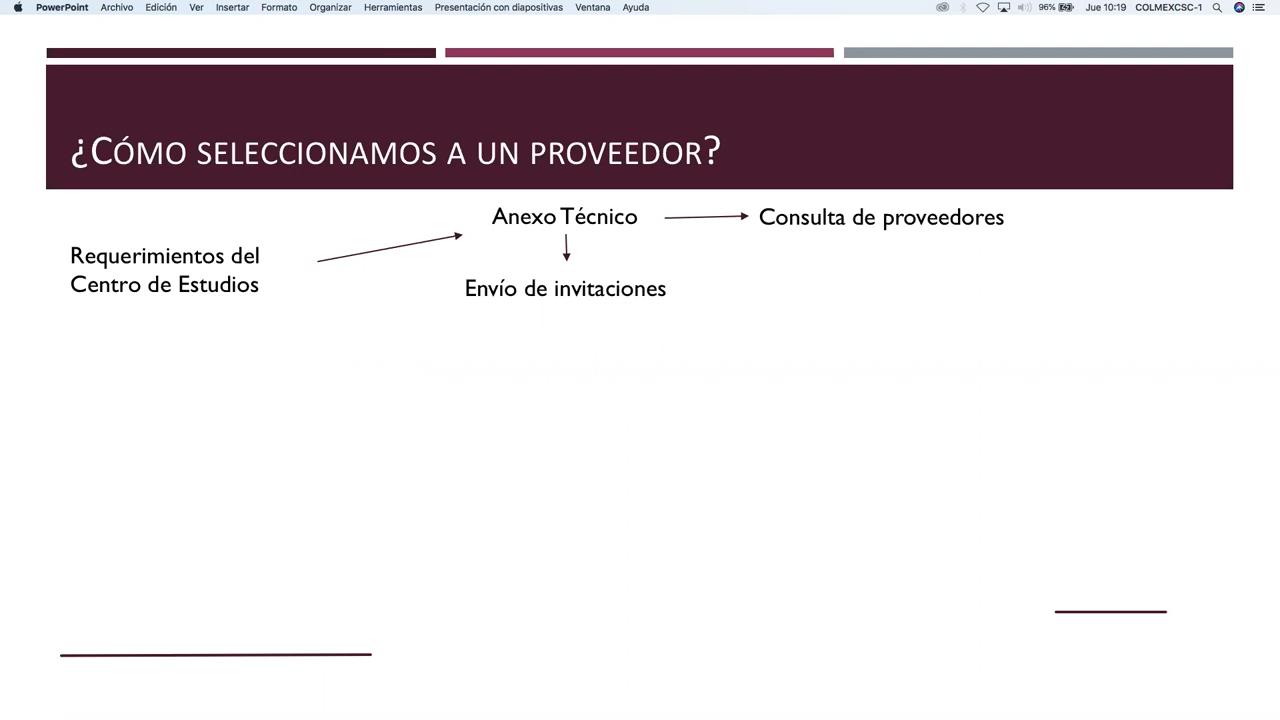 PowerPoint Archivo Edición Ver Insertar Formato Organizar Herramientas Presentación con diapositivas Ventana Ayuda 96% Jue 10:19 COLMEXCSC-1
¿CÓMO SELECCIONAMOS A UN PROVEEDOR?
Anexo Técnico
Consulta de proveedores
Requerimientos del
Centro de Estudios
Envío de invitaciones